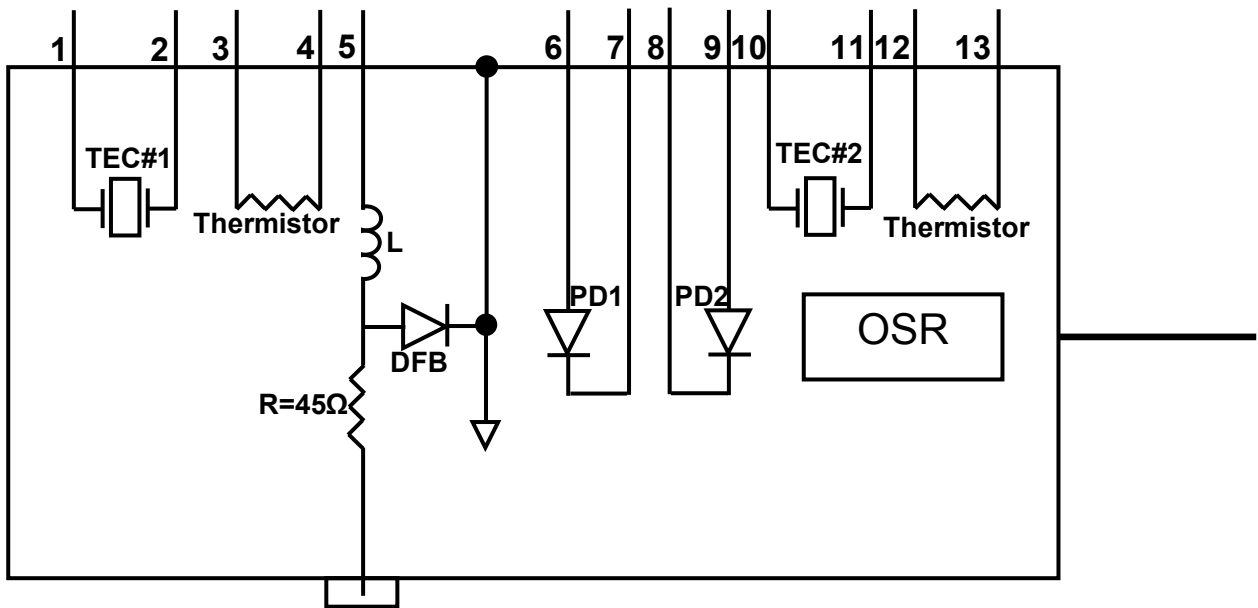 1 2 3 4 5 6 7 8 9 10 11 12 13
TEC#1 TEC#2
Thermistor Thermistor
L
PD1 PD2
OSR
DFB
R=45Ω